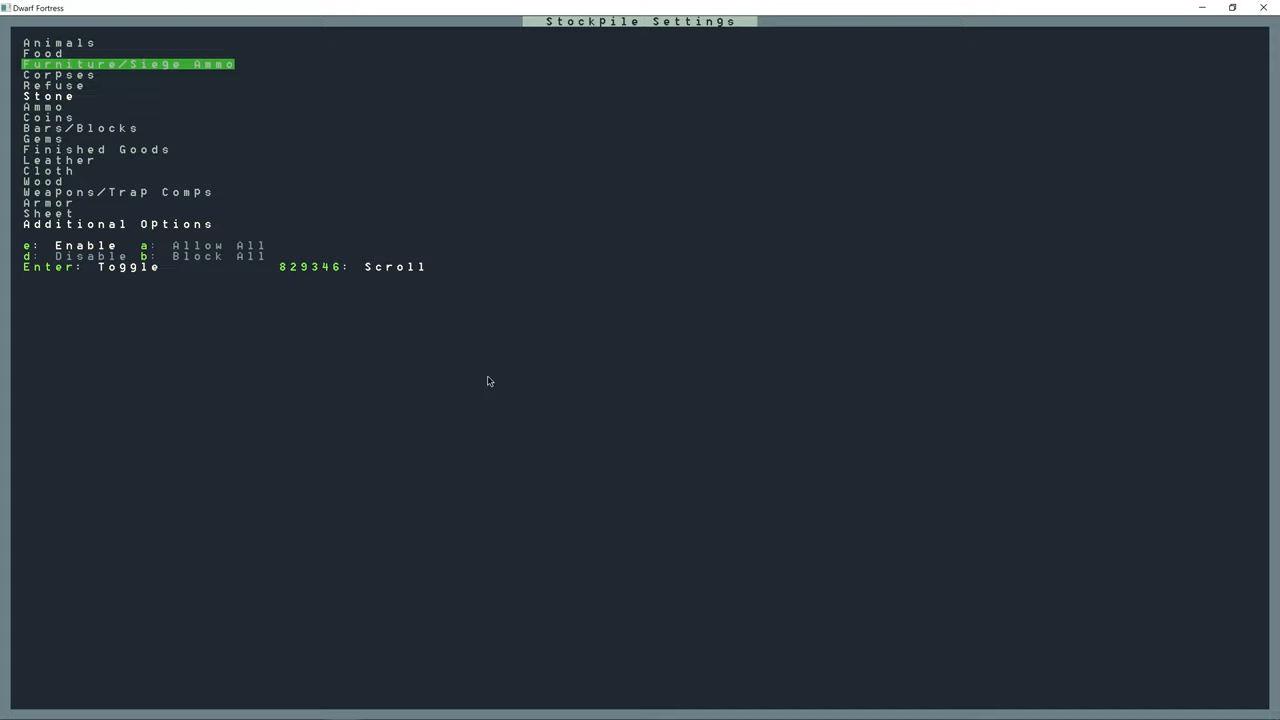 Dwarf Fortress
Stockpile Settings
Animals
Food
Furniture/Siege Ammo
Corpses
Refuse
Stone
Ammo
Coins
Bars/Blocks
Gems
Finished Goods
Leather
Cloth
Wood
Weapons/Trap Comps
Armor
Sheet
Additional Options
e: Enable a: Allow All
d: Disable b: Block All
Enter: Toggle 829346: Scroll